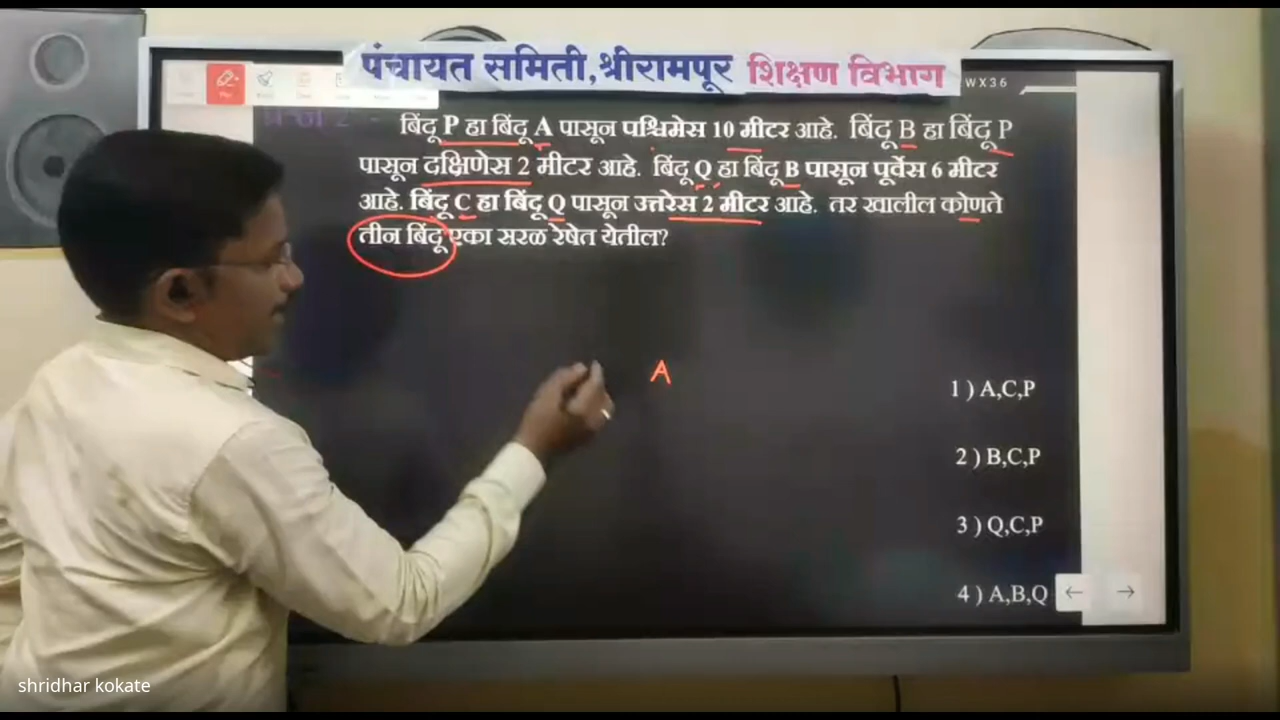 पंचायत समिती,श्रीरामपूर शिक्षण विभाग
WX36
बिंदू P हा बिंदू A पासून पश्चिमेस 10 मीटर आहे. बिंदू B हा बिंदू P
पासून दक्षिणेस 2 मीटर आहे. बिंदू Q हा बिंदू B पासून पूर्वेस 6 मीटर
आहे. बिंदू C हा बिंदू Q पासून उत्तरेस 2 मीटर आहे. तर खालील कोणते
तीन बिंदू एका सरळ रेषेत येतील?
A
1 ) A,C,P
2 ) B,C,P
3 ) Q,C,P
4 ) A,B,Q
shridhar kokate